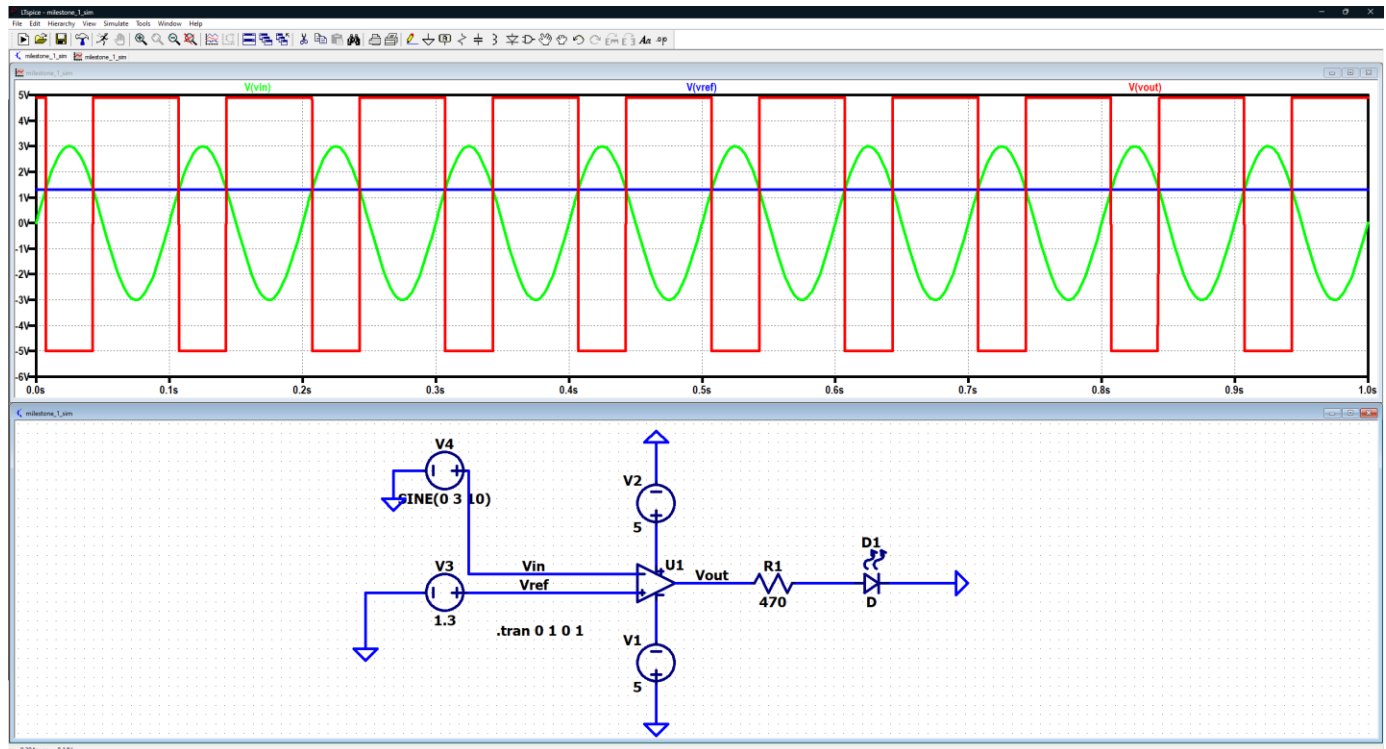 LTspice - milestone_1_sim
File Edit Hierarchy View Simulate Tools Window Help
milestone_1_sim milestone_1_sim
milestone_1_sim
V(vin) V(vref) V(vout)
5V
4V
3V
2V
1V
0V
-1V
-2V
-3V
-4V
-5V
-6V
0.0s 0.1s 0.2s 0.3s 0.4s 0.5s 0.6s 0.7s 0.8s 0.9s 1.0s
milestone_1_sim
V4
SINE(0 3 10)
V2
5
D1
V3 Vin U1 Vout R1
Vref
470 D
1.3
.tran 0 1 0 1
V1
5